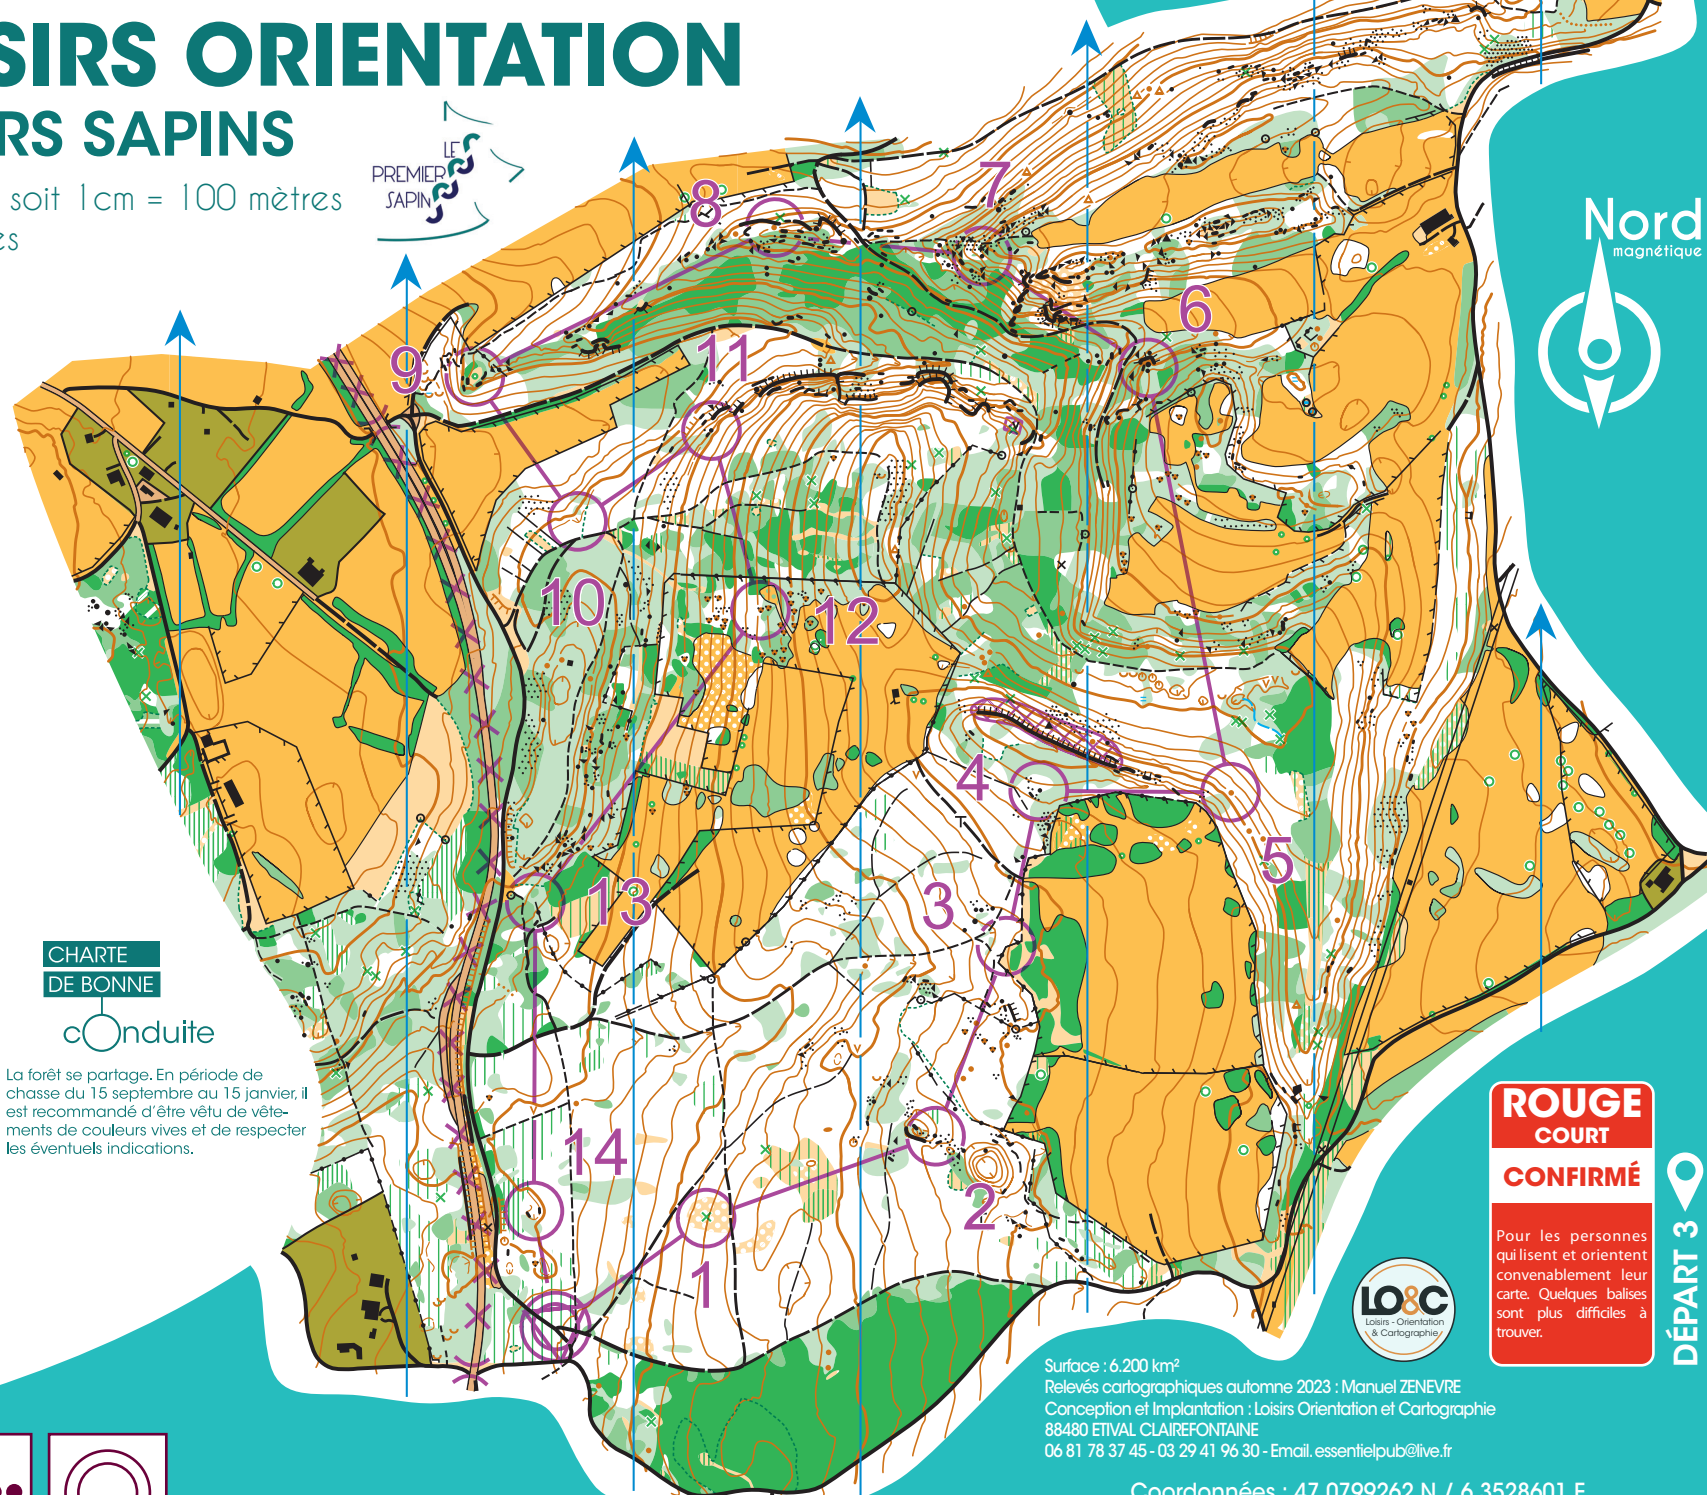 SIRS ORIENTATION
RS SAPINS
soit 1cm = 100 mètres
es
LE
PREMIER
SAPIN
Nord
magnétique
8
7
6
9
11
10
12
4
5
3
13
14
2
1
CHARTE
DE BONNE
cOnduite
La forêt se partage. En période de
chasse du 15 septembre au 15 janvier, il
est recommandé d'être vêtu de vête-
ments de couleurs vives et de respecter
les éventuels indications.
ROUGE
COURT
CONFIRMÉ
Pour les personnes
qui lisent et orientent
convenablement leur
carte. Quelques balises
sont plus difficiles à
trouver.
DÉPART 3
LO&C
Loisirs - Orientation
& Cartographie
Surface : 6.200 km²
Relevés cartographiques automne 2023 : Manuel ZENEVRE
Conception et Implantation : Loisirs Orientation et Cartographie
88480 ETIVAL CLAIREFONTAINE
06 81 78 37 45 - 03 29 41 96 30 - Email. essentielpub@live.fr
Coordonnées : 47.0799262 N / 6.3528601 E